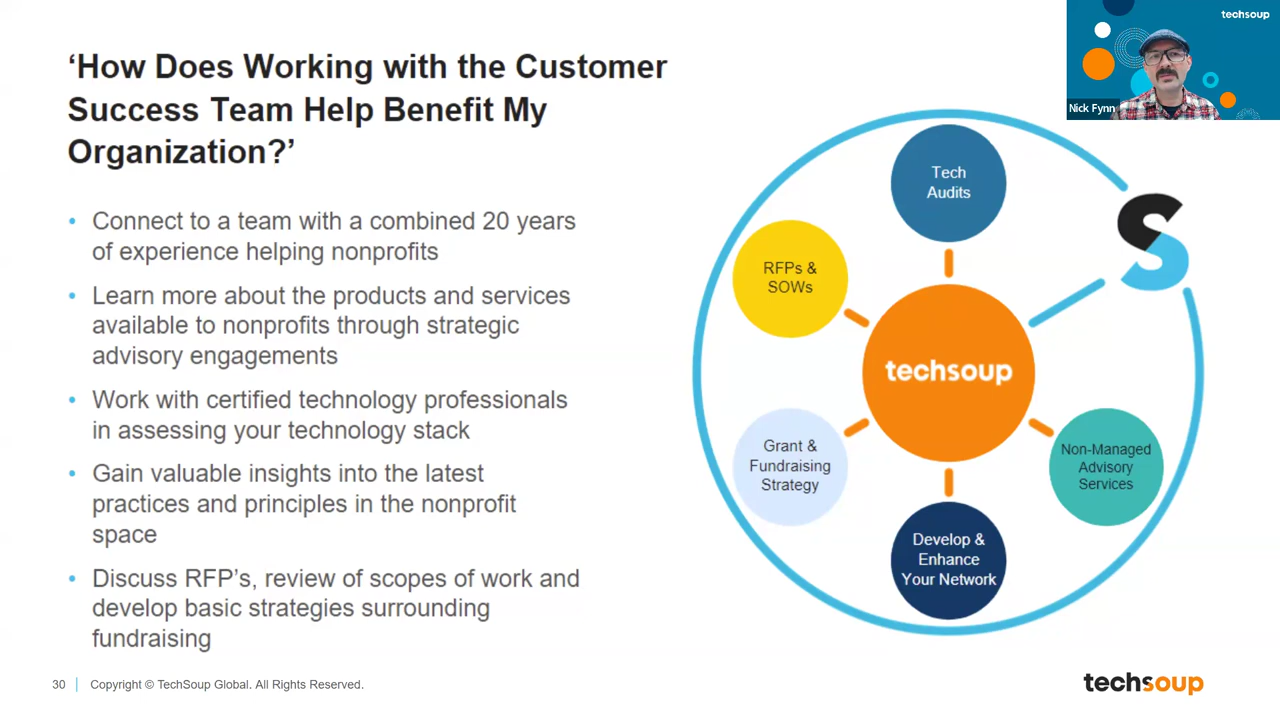 ‘How Does Working with the Customer
Success Team Help Benefit My
Organization?’
• Connect to a team with a combined 20 years
of experience helping nonprofits
• Learn more about the products and services
available to nonprofits through strategic
advisory engagements
• Work with certified technology professionals
in assessing your technology stack
• Gain valuable insights into the latest
practices and principles in the nonprofit
space
• Discuss RFP’s, review of scopes of work and
develop basic strategies surrounding
fundraising
techsoup
Nick Fynn
Tech
Audits
S
RFPs &
SOWs
techsoup
Grant &
Fundraising
Strategy
Non-Managed
Advisory
Services
Develop &
Enhance
Your Network
30 | Copyright © TechSoup Global. All Rights Reserved.
techsoup